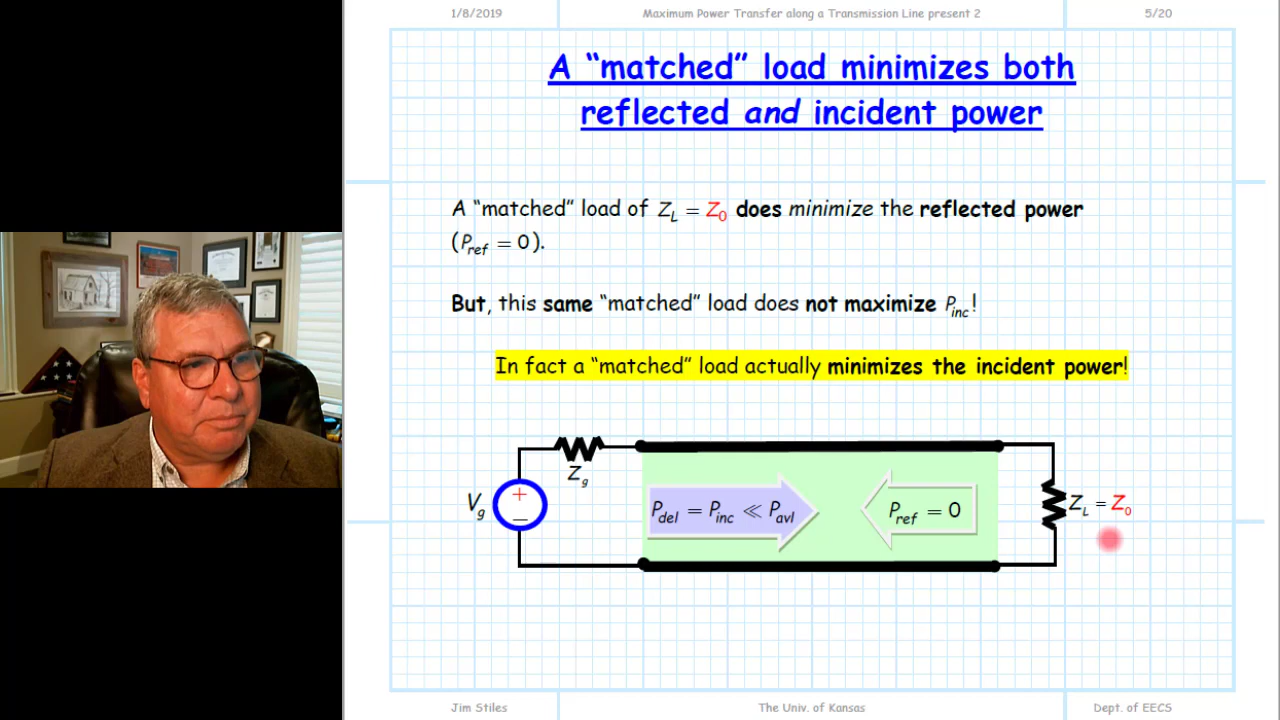 1/8/2019 Maximum Power Transfer along a Transmission Line present 2 5/20
A “matched” load minimizes both
reflected and incident power
A “matched” load of Z_L = Z_0 does minimize the reflected power
(P_ref = 0).
But, this same “matched” load does not maximize P_inc!
In fact a “matched” load actually minimizes the incident power!
Z_g
V_g
+
−
P_del = P_inc ≪ P_avl
P_ref = 0
Z_L = Z_0
Jim Stiles The Univ. of Kansas Dept. of EECS